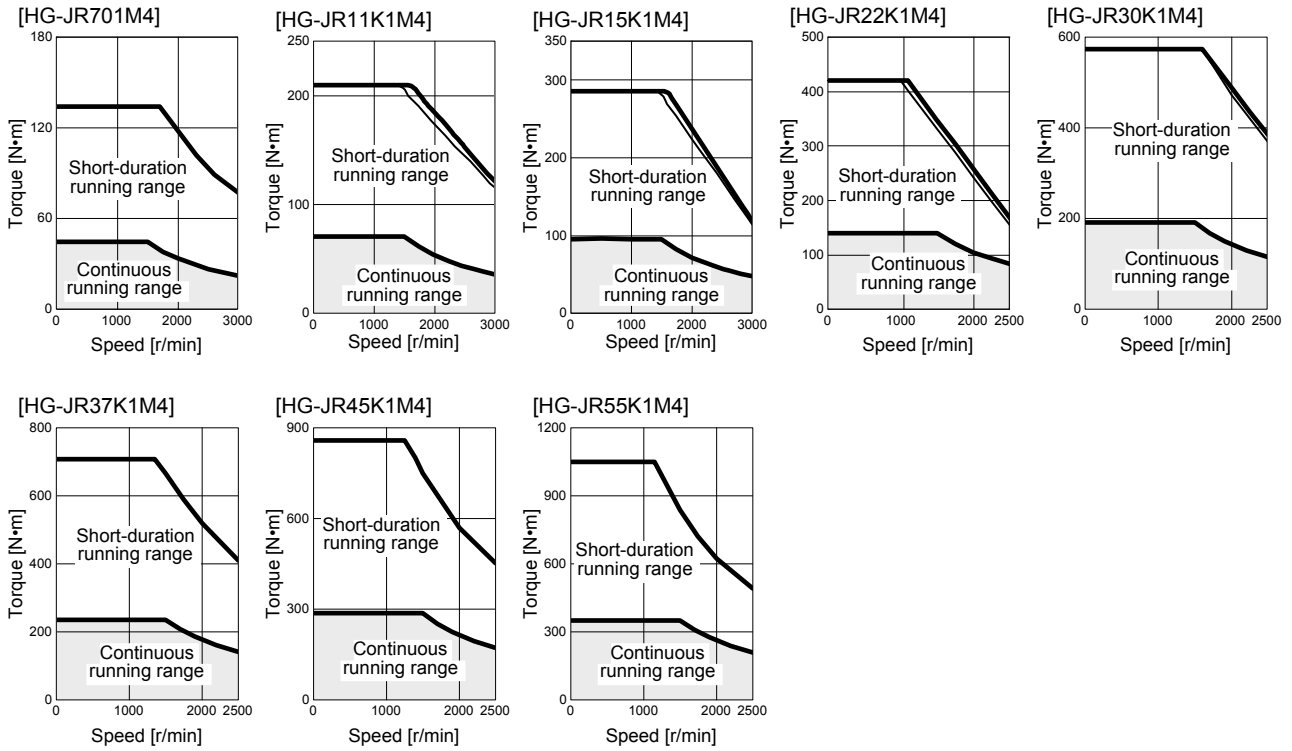 [HG-JR701M4]
180
120
60
0
Torque [N•m]
Short-duration
running range
Continuous
running range
0 1000 2000 3000
Speed [r/min]
[HG-JR11K1M4]
250
200
100
0
Torque [N•m]
Short-duration
running range
Continuous
running range
0 1000 2000 3000
Speed [r/min]
[HG-JR15K1M4]
350
300
200
100
0
Torque [N•m]
Short-duration
running range
Continuous
running range
0 1000 2000 3000
Speed [r/min]
[HG-JR22K1M4]
500
400
300
200
100
0
Torque [N•m]
Short-duration
running range
Continuous
running range
0 1000 2000 2500
Speed [r/min]
[HG-JR30K1M4]
600
400
200
0
Torque [N•m]
Short-duration
running range
Continuous
running range
0 1000 2000 2500
Speed [r/min]
[HG-JR37K1M4]
800
600
400
200
0
Torque [N•m]
Short-duration
running range
Continuous
running range
0 1000 2000 2500
Speed [r/min]
[HG-JR45K1M4]
900
600
300
0
Torque [N•m]
Short-duration
running range
Continuous
running range
0 1000 2000 2500
Speed [r/min]
[HG-JR55K1M4]
1200
900
600
300
0
Torque [N•m]
Short-duration
running range
Continuous
running range
0 1000 2000 2500
Speed [r/min]